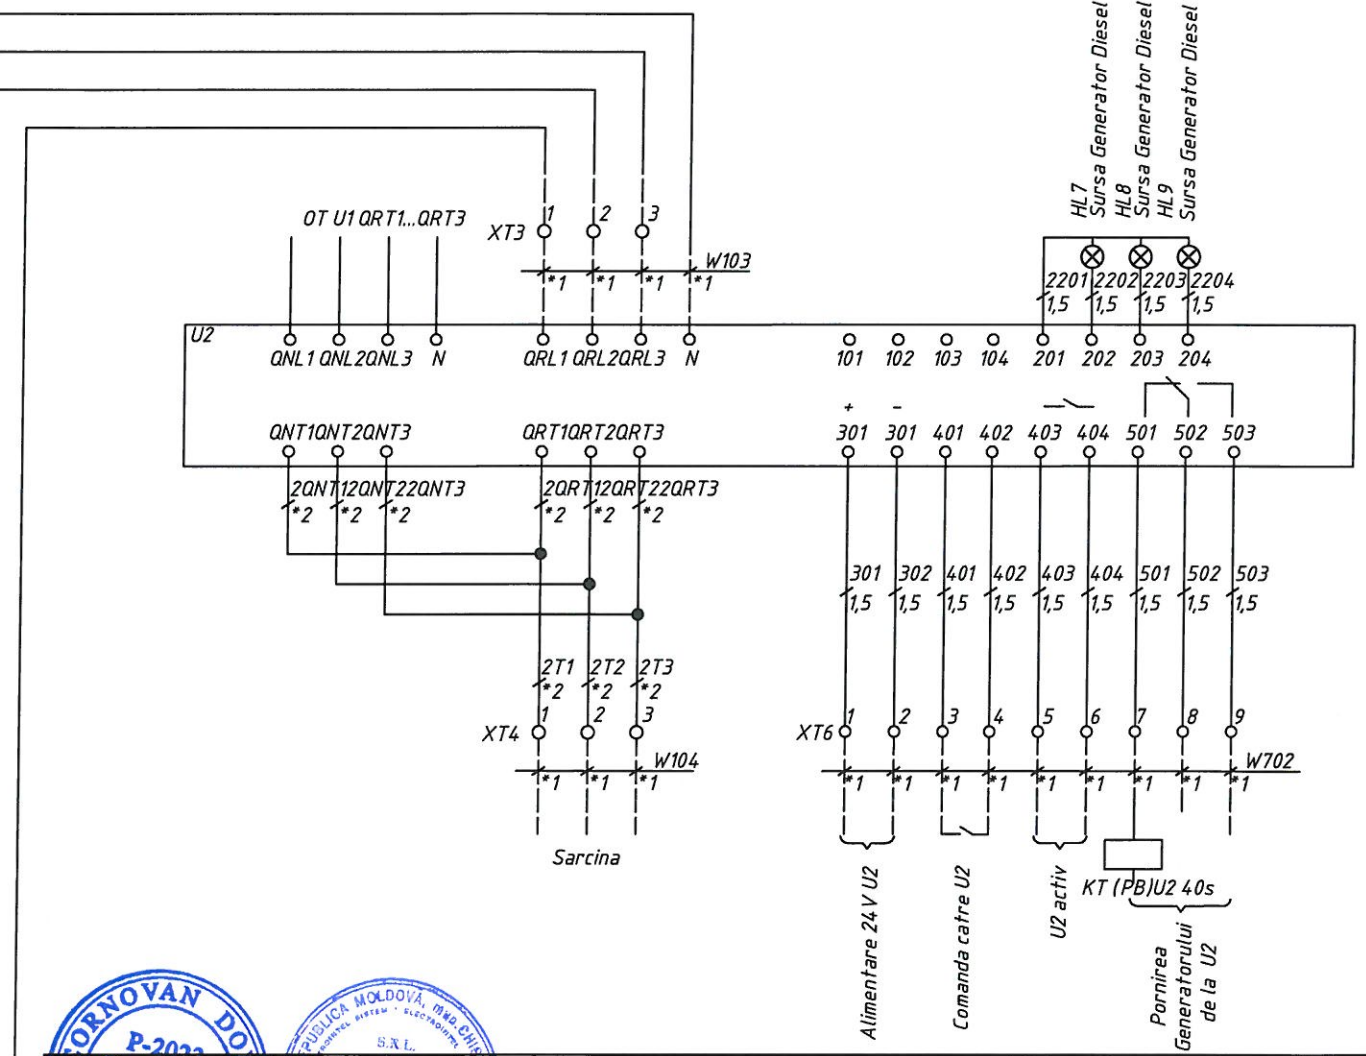 HL7
Sursa Generator Diesel
HL8
Sursa Generator Diesel
HL9
Sursa Generator Diesel
OT U1 QRT1...QRT3
XT3 1 2 3
W103
*1 *1 *1 *1
2201 2202 2203 2204
1,5 1,5 1,5 1,5
U2
QNL1 QNL2 QNL3 N QRL1 QRL2 QRL3 N 101 102 103 104 201 202 203 204
+ -
QNT1 QNT2 QNT3 QRT1 QRT2 QRT3 301 301 401 402 403 404 501 502 503
2QNT1 2QNT2 2QNT3 2QRT1 2QRT2 2QRT3
*2 *2 *2 *2 *2 *2
301 302 401 402 403 404 501 502 503
1,5 1,5 1,5 1,5 1,5 1,5 1,5 1,5 1,5
2T1 2T2 2T3
*2 *2 *2
XT4 1 2 3
W104
*1 *1 *1
Sarcina
XT6 1 2 3 4 5 6 7 8 9
W702
*1 *1 *1 *1 *1 *1 *1 *1 *1
Alimentare 24V U2
Comanda catre U2
U2 activ
KT (PB)U2 40s
Pornirea
Generatorului
de la U2
P-2022
S.R.L.